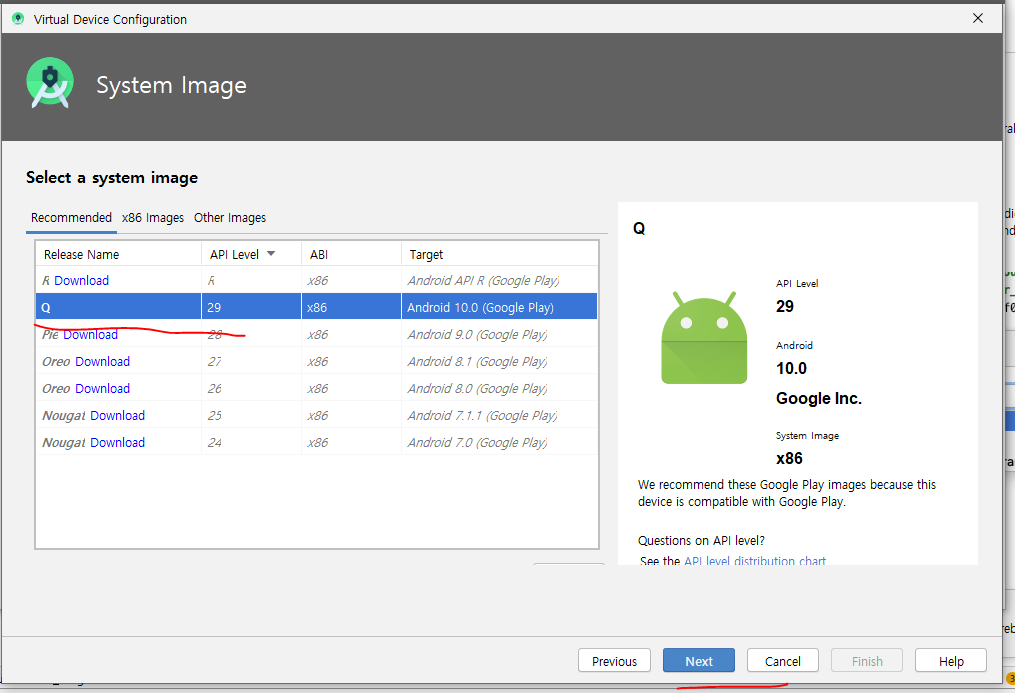 Virtual Device Configuration
System Image
Select a system image
Recommended x86 Images Other Images
Release Name API Level ABI Target
R Download R x86 Android API R (Google Play)
Q 29 x86 Android 10.0 (Google Play)
Pie Download 28 x86 Android 9.0 (Google Play)
Oreo Download 27 x86 Android 8.1 (Google Play)
Oreo Download 26 x86 Android 8.0 (Google Play)
Nougat Download 25 x86 Android 7.1.1 (Google Play)
Nougat Download 24 x86 Android 7.0 (Google Play)
Q
API Level
29
Android
10.0
Google Inc.
System Image
x86
We recommend these Google Play images because this
device is compatible with Google Play.
Questions on API level?
See the API level distribution chart
Previous Next Cancel Finish Help